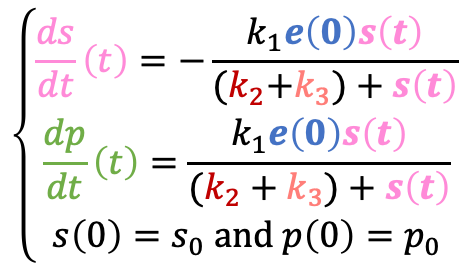 ds/dt (t) = − k₁e(0)s(t) / ((k₂+k₃) + s(t))
dp/dt (t) = k₁e(0)s(t) / ((k₂ + k₃) + s(t))
s(0) = s₀ and p(0) = p₀